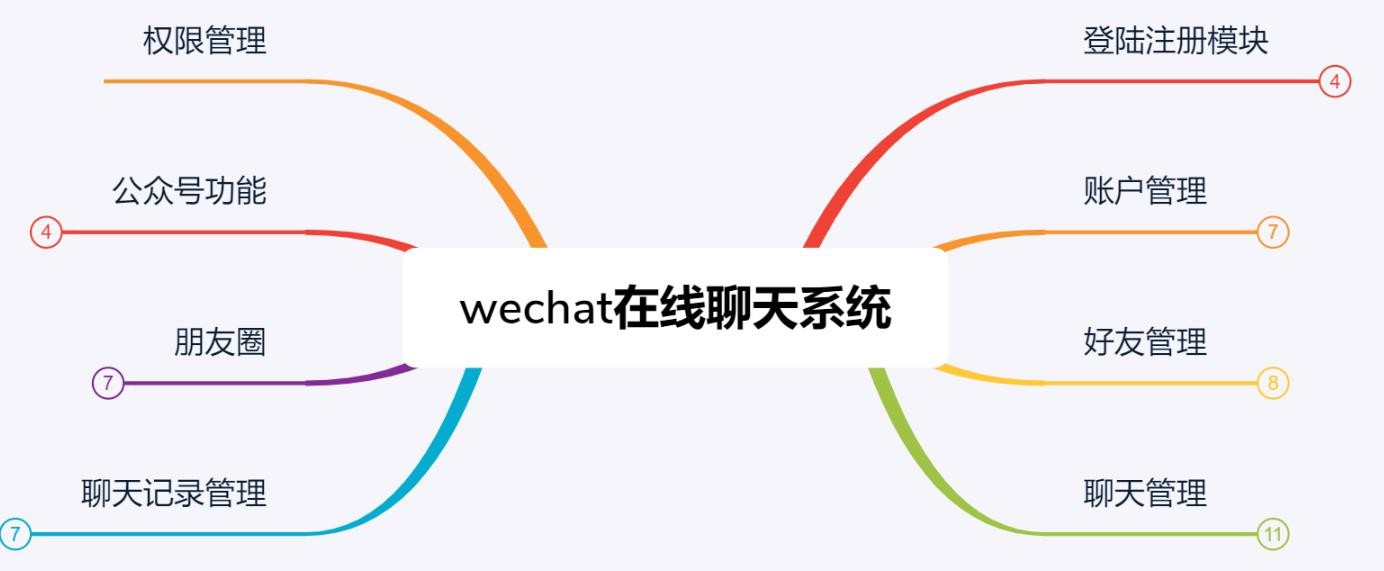 权限管理
登陆注册模块
4
公众号功能
4
账户管理
7
wechat在线聊天系统
朋友圈
7
好友管理
8
聊天记录管理
7
聊天管理
11